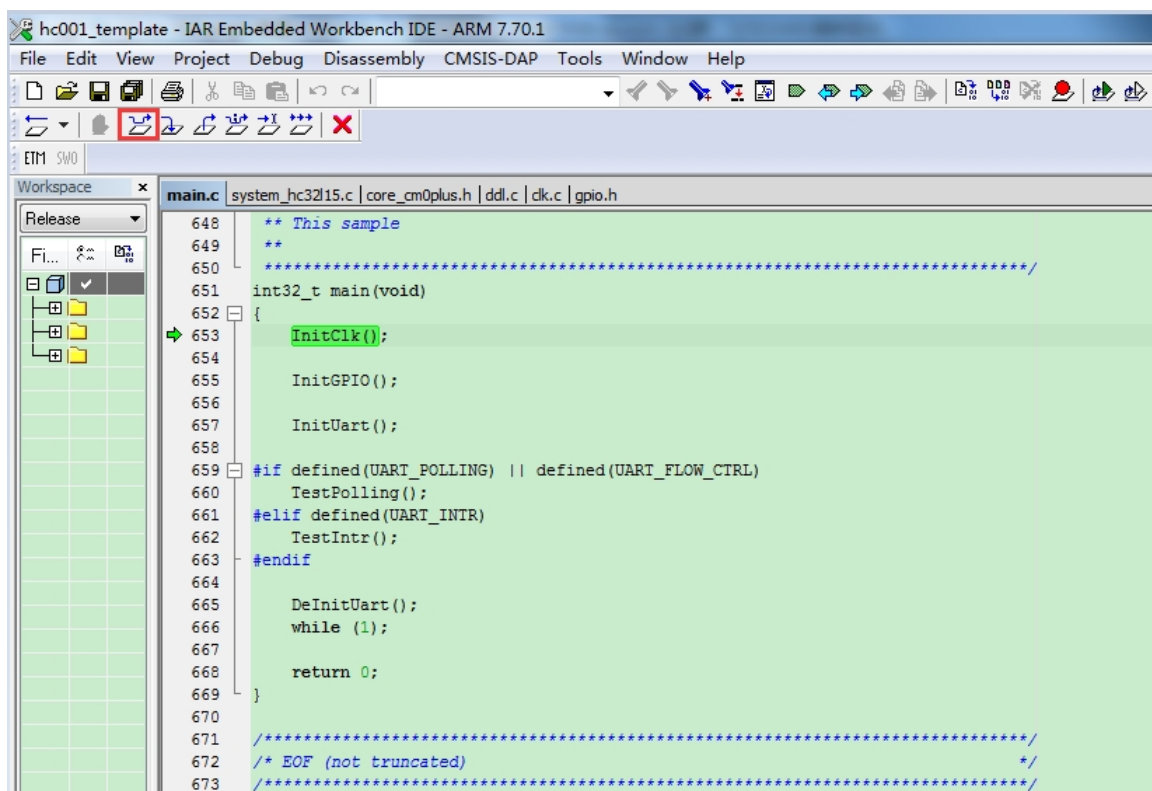 hc001_template - IAR Embedded Workbench IDE - ARM 7.70.1
File Edit View Project Debug Disassembly CMSIS-DAP Tools Window Help
ETM SWO
Workspace
main.c system_hc32l15.c core_cm0plus.h ddl.c clk.c gpio.h
Release
Fi...
648 ** This sample
649 **
650 ******************************************************************************/
651 int32_t main(void)
652 {
653 InitClk();
654
655 InitGPIO();
656
657 InitUart();
658
659 #if defined(UART_POLLING) || defined(UART_FLOW_CTRL)
660 TestPolling();
661 #elif defined(UART_INTR)
662 TestIntr();
663 #endif
664
665 DeInitUart();
666 while (1);
667
668 return 0;
669 }
670
671 /******************************************************************************/
672 /* EOF (not truncated) */
673 /******************************************************************************/